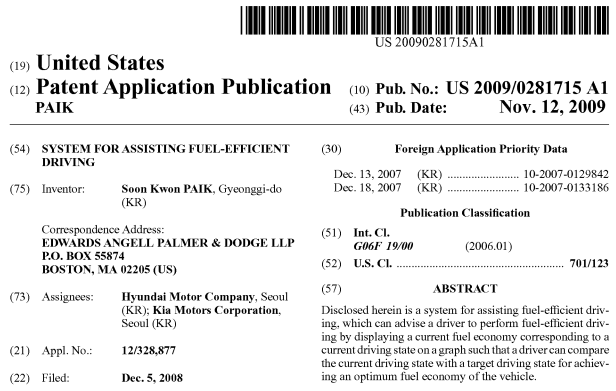 US 20090281715A1
(19) United States
(12) Patent Application Publication (10) Pub. No.: US 2009/0281715 A1
PAIK (43) Pub. Date: Nov. 12, 2009
(54) SYSTEM FOR ASSISTING FUEL-EFFICIENT
DRIVING
(75) Inventor: Soon Kwon PAIK, Gyeonggi-do
(KR)
Correspondence Address:
EDWARDS ANGELL PALMER & DODGE LLP
P.O. BOX 55874
BOSTON, MA 02205 (US)
(73) Assignees: Hyundai Motor Company, Seoul
(KR); Kia Motors Corporation,
Seoul (KR)
(21) Appl. No.: 12/328,877
(22) Filed: Dec. 5, 2008
(30) Foreign Application Priority Data
Dec. 13, 2007 (KR) ........................ 10-2007-0129842
Dec. 18, 2007 (KR) ........................ 10-2007-0133186
Publication Classification
(51) Int. Cl.
G06F 19/00 (2006.01)
(52) U.S. Cl. ........................................................ 701/123
(57) ABSTRACT
Disclosed herein is a system for assisting fuel-efficient driv-
ing, which can advise a driver to perform fuel-efficient driv-
ing by displaying a current fuel economy corresponding to a
current driving state on a graph such that a driver can compare
the current driving state with a target driving state for achiev-
ing an optimum fuel economy of the vehicle.